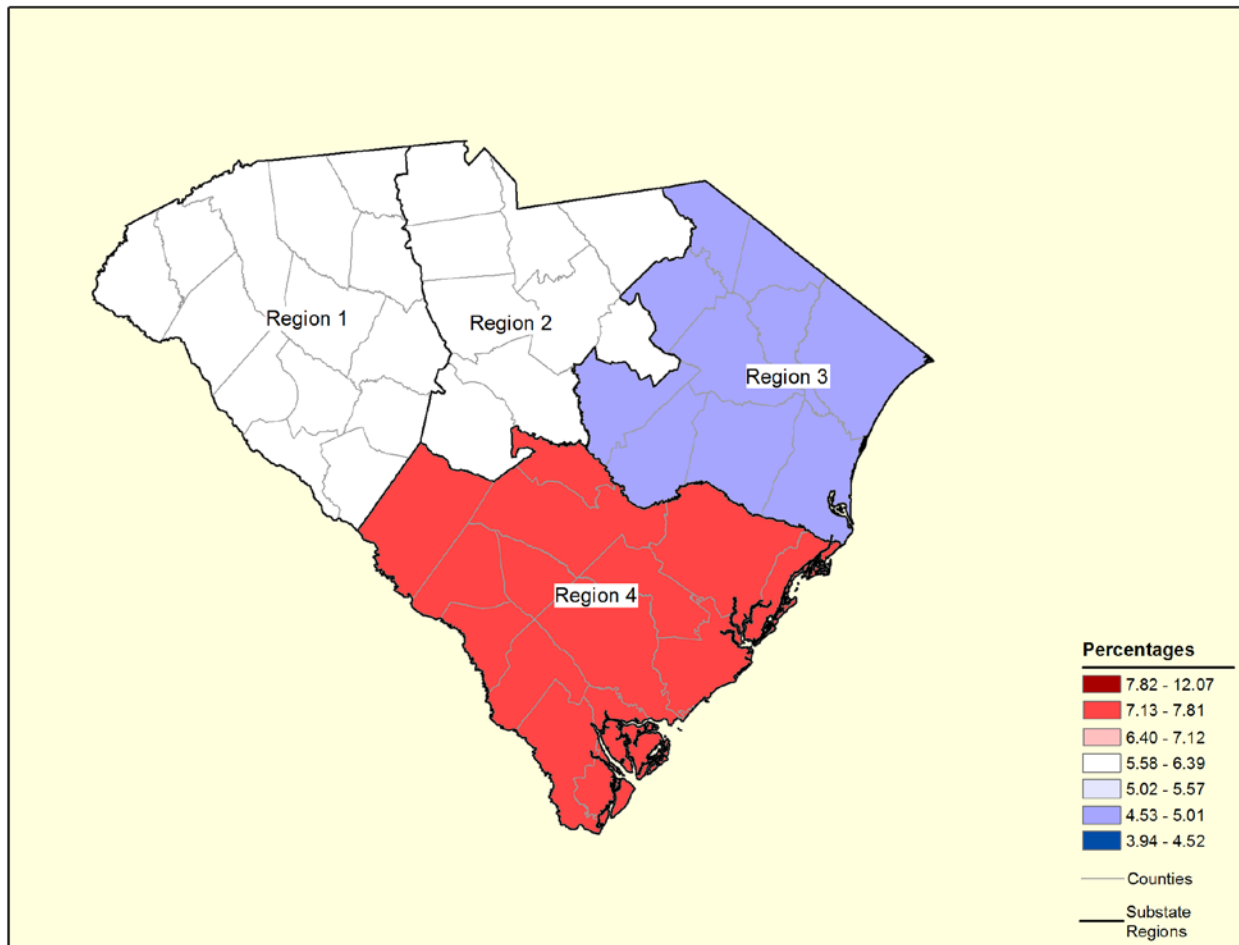 Region 1
Region 2
Region 3
Region 4
Percentages
7.82 - 12.07
7.13 - 7.81
6.40 - 7.12
5.58 - 6.39
5.02 - 5.57
4.53 - 5.01
3.94 - 4.52
Counties
Substate
Regions